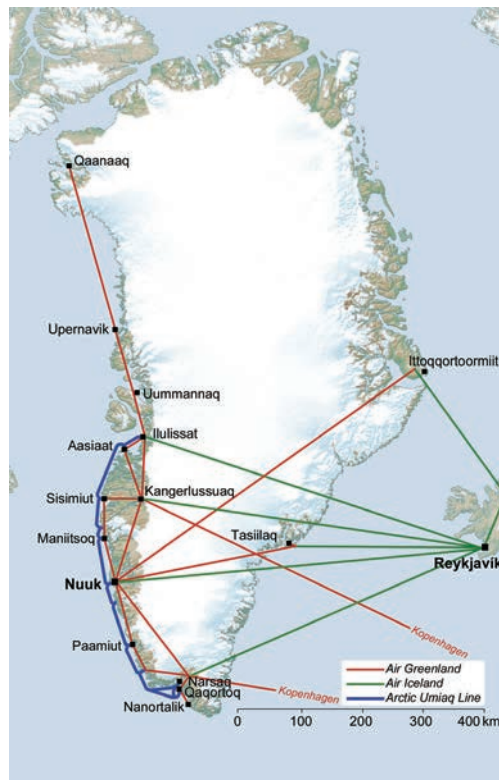 Qaanaaq
Upernavik
Uummannaq
Ittoqqortoormiit
Ilulissat
Aasiaat
Sisimiut
Kangerlussuaq
Maniitsoq
Tasiilaq
Reykjavik
Nuuk
Paamiut
Kopenhagen
Narsaq
Qaqortoq
Kopenhagen
Nanortalik
Air Greenland
Air Iceland
Arctic Umiaq Line
0 100 200 300 400 km